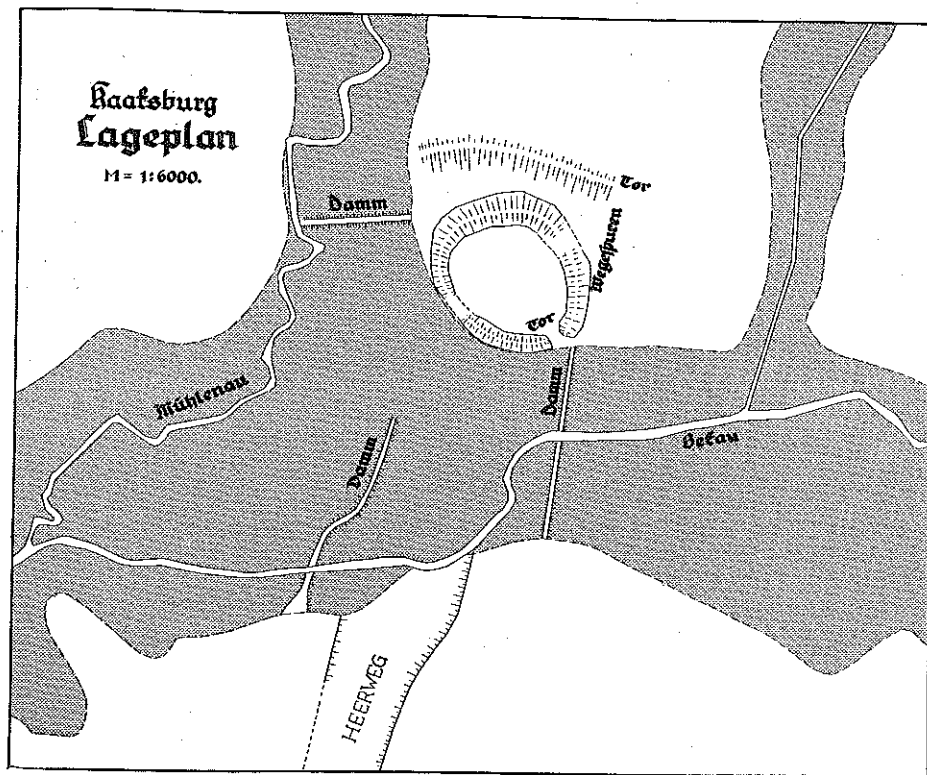 Kaaksburg
Lageplan
M = 1:6000.
Damm
Tor
Wegespuren
Tor
Mühlenau
Damm
Damm
Bekau
HEERWEG